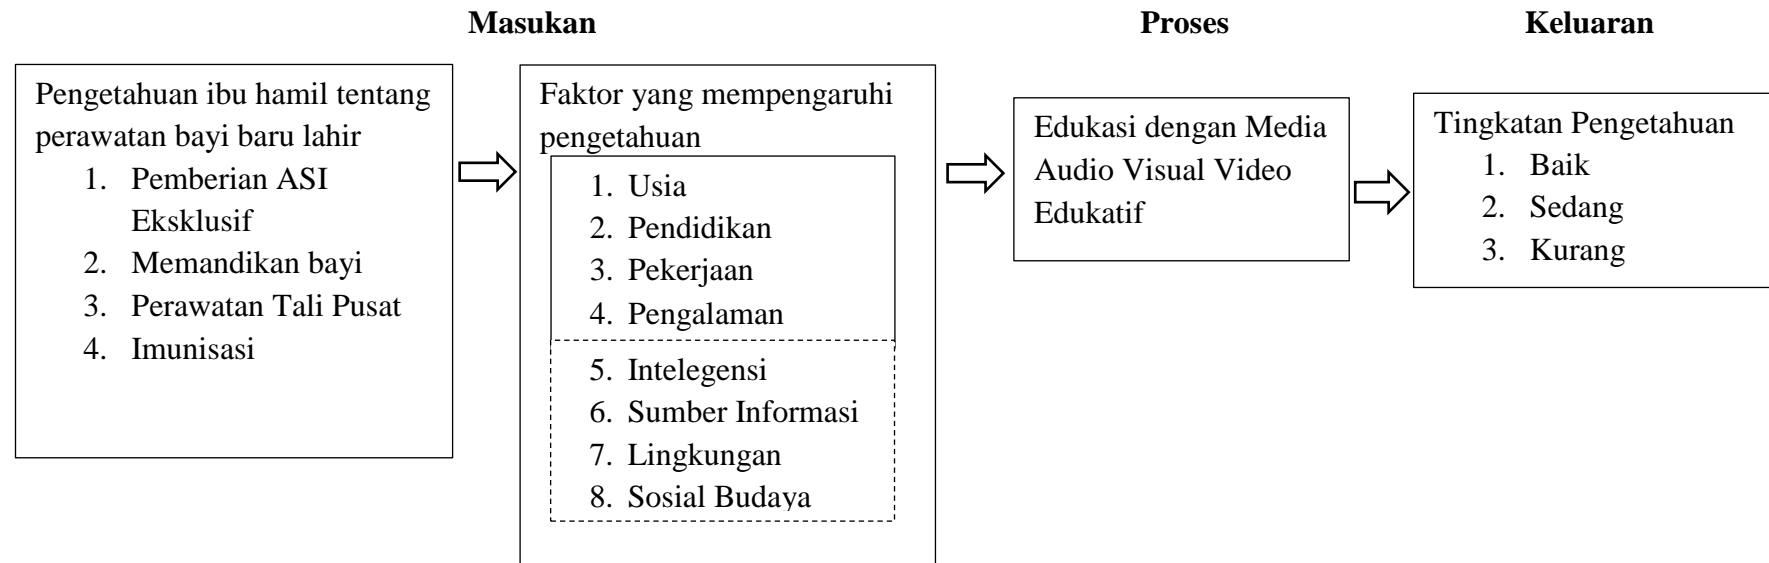 Masukan
Proses
Keluaran
Pengetahuan ibu hamil tentang
perawatan bayi baru lahir
1. Pemberian ASI
Eksklusif
2. Memandikan bayi
3. Perawatan Tali Pusat
4. Imunisasi
Faktor yang mempengaruhi
pengetahuan
1. Usia
2. Pendidikan
3. Pekerjaan
4. Pengalaman
5. Intelegensi
6. Sumber Informasi
7. Lingkungan
8. Sosial Budaya
Edukasi dengan Media
Audio Visual Video
Edukatif
Tingkatan Pengetahuan
1. Baik
2. Sedang
3. Kurang